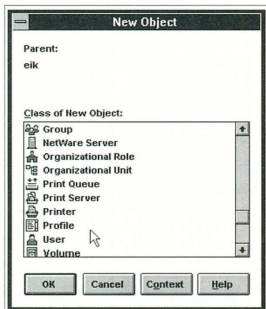 New Object
Parent:
eik
Class of New Object:
Group
NetWare Server
Organizational Role
Organizational Unit
Print Queue
Print Server
Printer
Profile
User
Volume
OK
Cancel
Context
Help